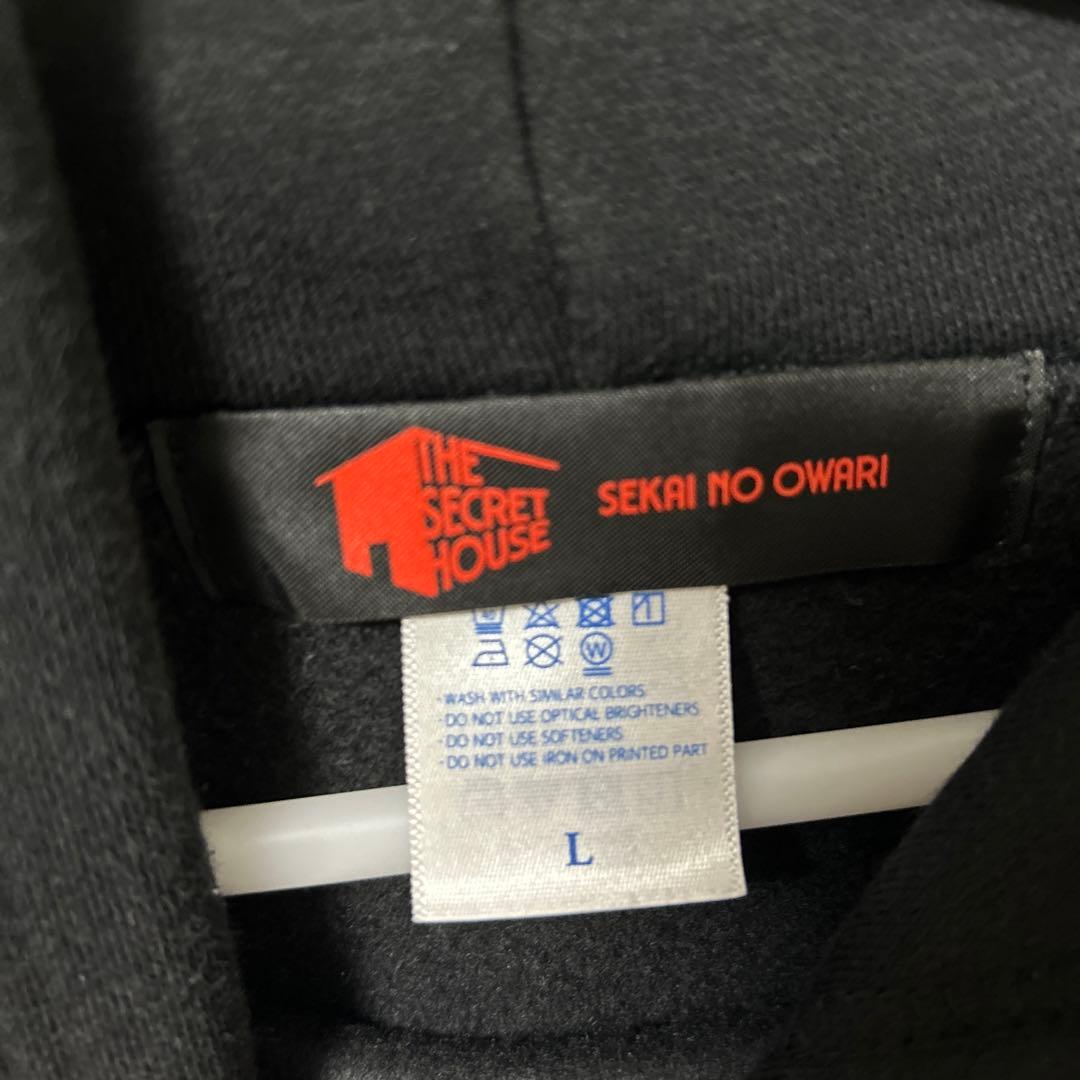 THE
SECRET
HOUSE
SEKAI NO OWARI
W
·WASH WITH SIMILAR COLORS
·DO NOT USE OPTICAL BRIGHTENERS
·DO NOT USE SOFTENERS
·DO NOT USE IRON ON PRINTED PART
L